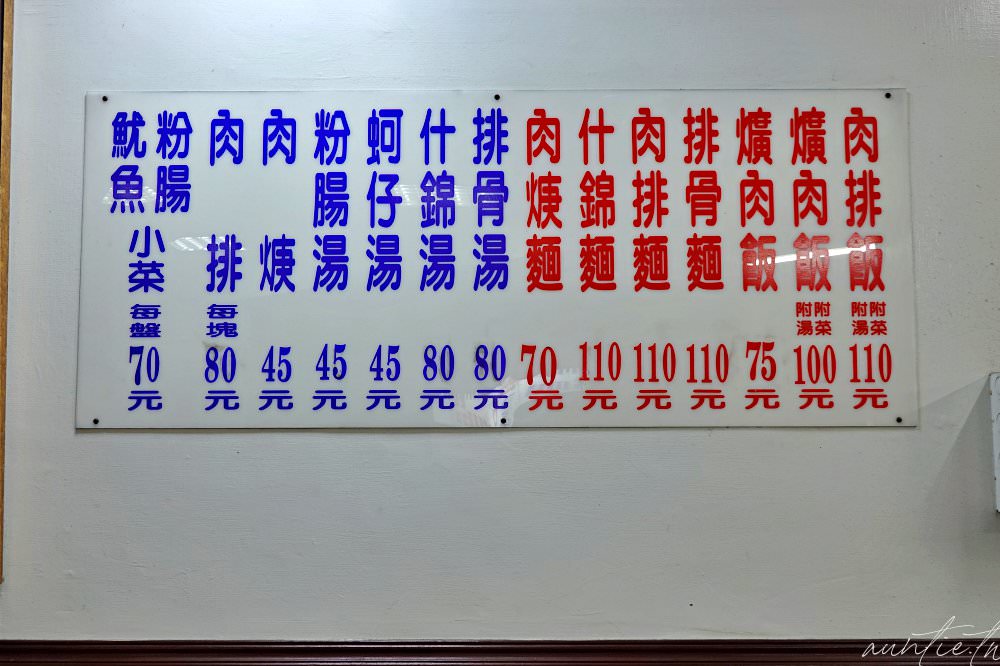 肉排飯 附湯 附菜 110元
爌肉飯 附湯 附菜 100元
爌肉飯 75元
排骨麵 110元
肉排麵 110元
什錦麵 110元
肉焿麵 70元
排骨湯 80元
什錦湯 80元
蚵仔湯 45元
粉腸湯 45元
肉焿 45元
肉排 每塊 80元
粉腸 魷魚 小菜 每盤 70元
auntie.tw